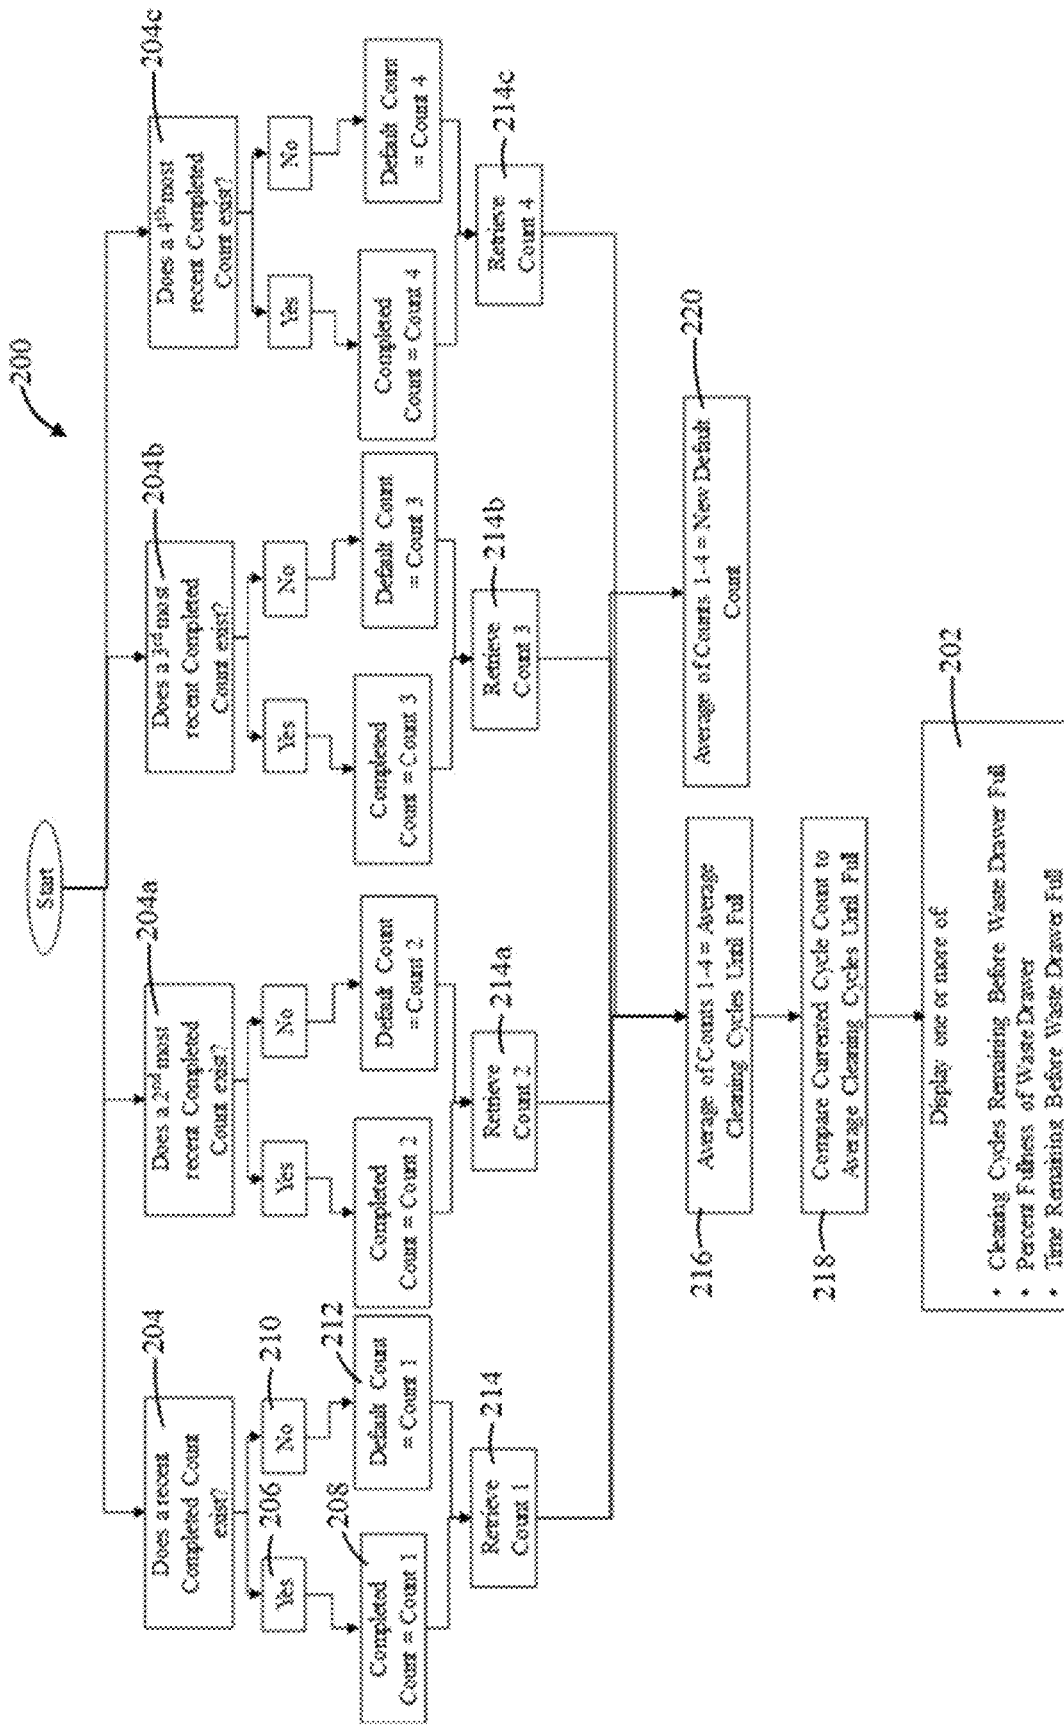 200
Start
204
Does a recent
Completed Count
exist?
204a
Does a 2nd most
recent Completed
Count exist?
204b
Does a 3rd most
recent Completed
Count exist?
204c
Does a 4th most
recent Completed
Count exist?
206
Yes
210
No
Yes
No
Yes
No
Yes
No
208
Completed
Count = Count 1
212
Default Count
= Count 1
Completed
Count = Count 2
Default Count
= Count 2
Completed
Count = Count 3
Default Count
= Count 3
Completed
Count = Count 4
Default Count
= Count 4
214
Retrieve
Count 1
214a
Retrieve
Count 2
214b
Retrieve
Count 3
214c
Retrieve
Count 4
216
Average of Counts 1-4 = Average
Cleaning Cycles Until Full
220
Average of Counts 1-4 = New Default
Count
218
Compare Currented Cycle Count to
Average Cleaning Cycles Until Full
202
Display one or more of
• Cleaning Cycles Remaining Before Waste Drawer Full
• Percent Fullness of Waste Drawer
• Time Remaining Before Waste Drawer Full